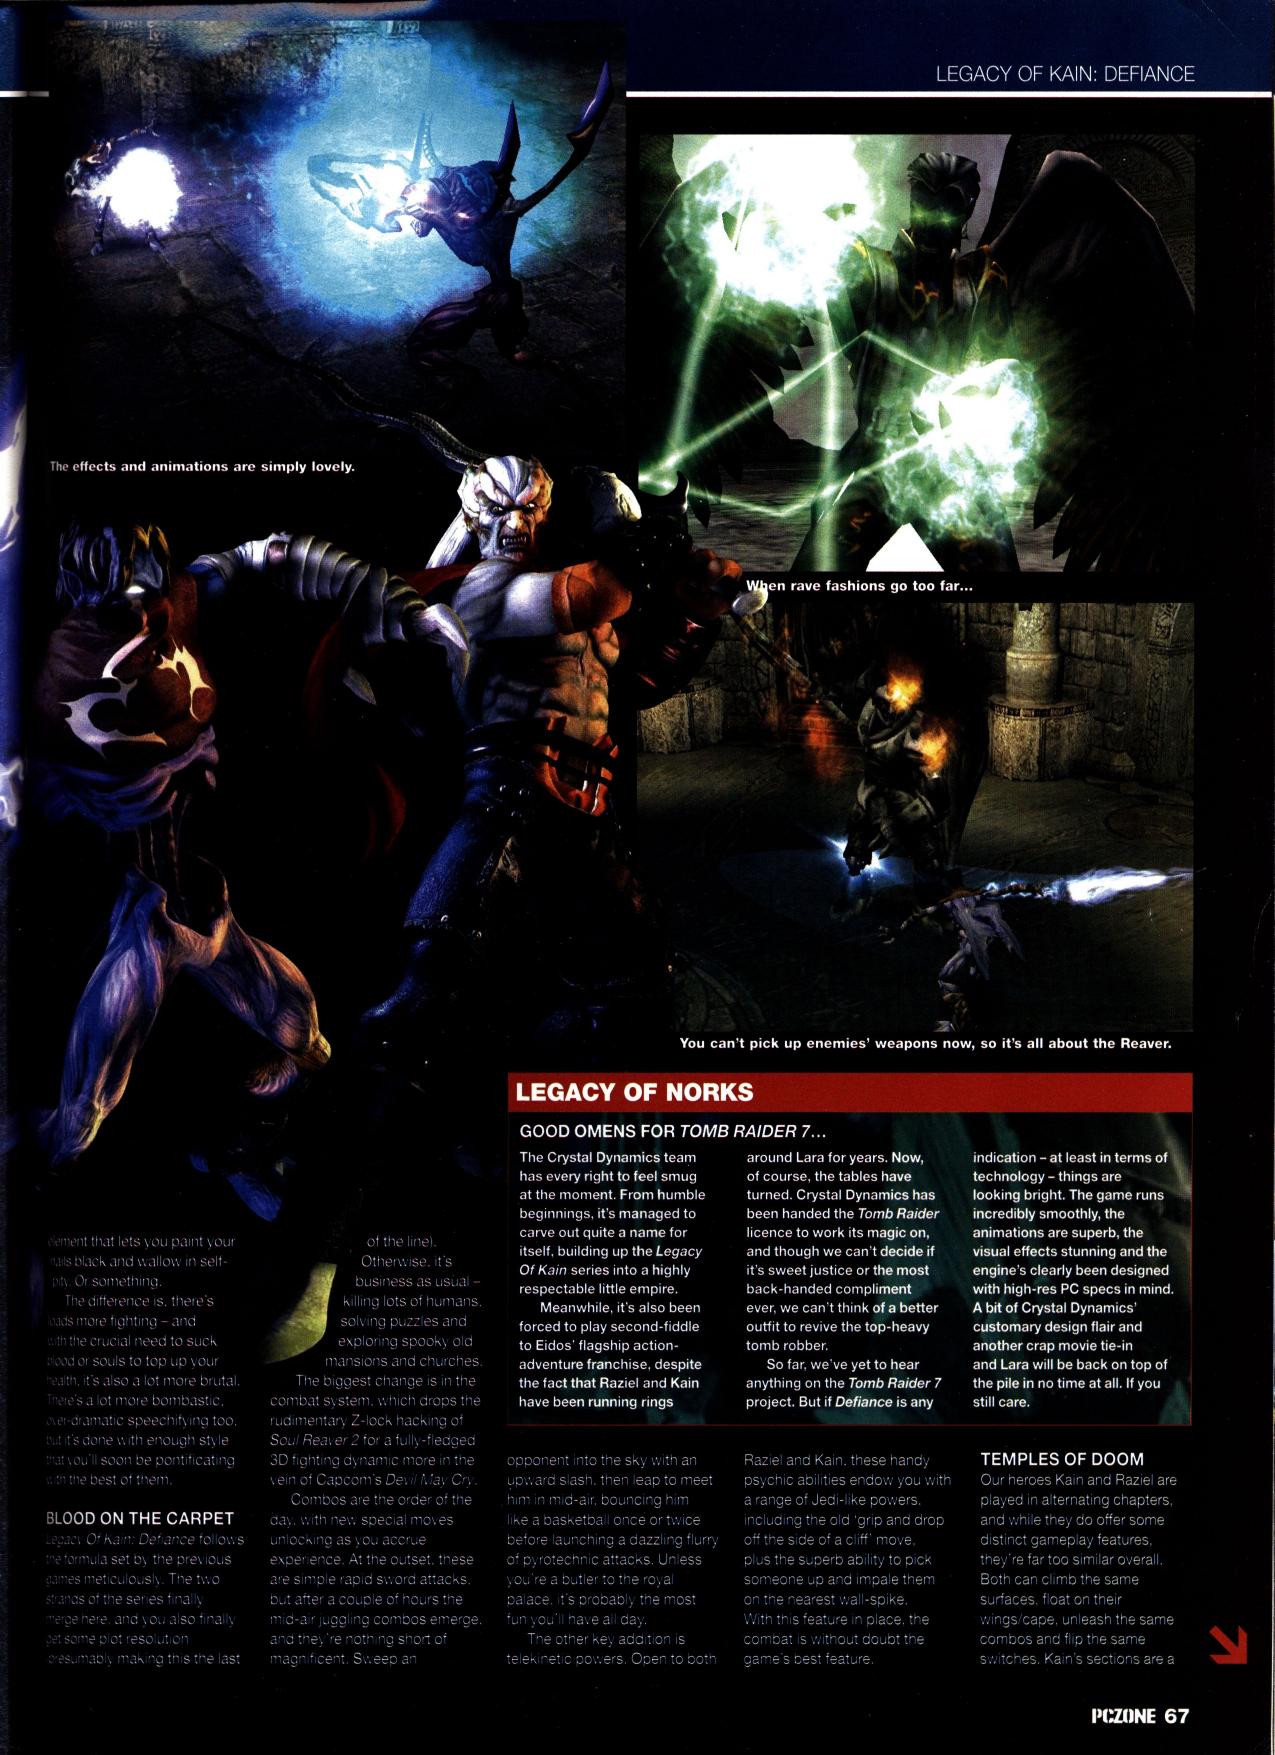 LEGACY OF KAIN: DEFIANCE
The effects and animations are simply lovely.
When rave fashions go too far...
You can't pick up enemies' weapons now, so it's all about the Reaver.
LEGACY OF NORKS
GOOD OMENS FOR TOMB RAIDER 7...
The Crystal Dynamics team
has every right to feel smug
at the moment. From humble
beginnings, it's managed to
carve out quite a name for
itself, building up the Legacy
Of Kain series into a highly
respectable little empire.
Meanwhile, it's also been
forced to play second-fiddle
to Eidos' flagship action-
adventure franchise, despite
the fact that Raziel and Kain
have been running rings
around Lara for years. Now,
of course, the tables have
turned. Crystal Dynamics has
been handed the Tomb Raider
licence to work its magic on,
and though we can't decide if
it's sweet justice or the most
back-handed compliment
ever, we can't think of a better
outfit to revive the top-heavy
tomb robber.
So far, we've yet to hear
anything on the Tomb Raider 7
project. But if Defiance is any
indication – at least in terms of
technology – things are
looking bright. The game runs
incredibly smoothly, the
animations are superb, the
visual effects stunning and the
engine's clearly been designed
with high-res PC specs in mind.
A bit of Crystal Dynamics'
customary design flair and
another crap movie tie-in
and Lara will be back on top of
the pile in no time at all. If you
still care.
element that lets you paint your
nails black and wallow in self-
pity. Or something.
The difference is, there's
loads more fighting – and
with the crucial need to suck
blood or souls to top up your
health, it's also a lot more brutal.
There's a lot more bombastic,
over-dramatic speechifying too,
but it's done with enough style
that you'll soon be pontificating
with the best of them.
BLOOD ON THE CARPET
Legacy Of Kain: Defiance follows
the formula set by the previous
games meticulously. The two
strands of the series finally
merge here, and you also finally
get some plot resolution
(presumably making this the last
of the line).
Otherwise, it's
business as usual –
killing lots of humans,
solving puzzles and
exploring spooky old
mansions and churches.
The biggest change is in the
combat system, which drops the
rudimentary Z-lock hacking of
Soul Reaver 2 for a fully-fledged
3D fighting dynamic more in the
vein of Capcom's Devil May Cry.
Combos are the order of the
day, with new special moves
unlocking as you accrue
experience. At the outset, these
are simple rapid sword attacks,
but after a couple of hours the
mid-air juggling combos emerge,
and they're nothing short of
magnificent. Sweep an
opponent into the sky with an
upward slash, then leap to meet
him in mid-air, bouncing him
like a basketball once or twice
before launching a dazzling flurry
of pyrotechnic attacks. Unless
you're a butler to the royal
palace, it's probably the most
fun you'll have all day.
The other key addition is
telekinetic powers. Open to both
Raziel and Kain, these handy
psychic abilities endow you with
a range of Jedi-like powers,
including the old 'grip and drop
off the side of a cliff' move,
plus the superb ability to pick
someone up and impale them
on the nearest wall-spike.
With this feature in place, the
combat is without doubt the
game's best feature.
TEMPLES OF DOOM
Our heroes Kain and Raziel are
played in alternating chapters,
and while they do offer some
distinct gameplay features,
they're far too similar overall.
Both can climb the same
surfaces, float on their
wings/cape, unleash the same
combos and flip the same
switches. Kain's sections are a
PCZONE 67